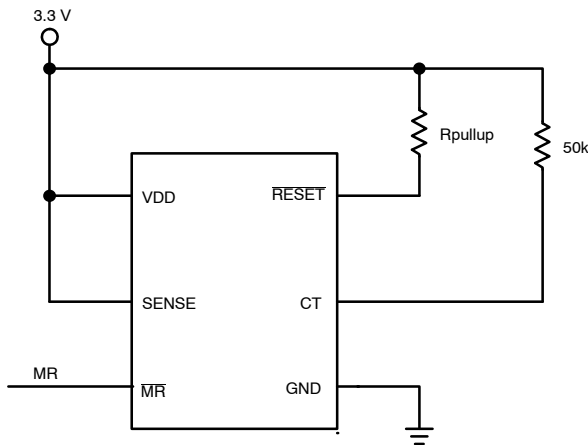 3.3 V
Rpullup
50k
VDD
RESET
SENSE
CT
MR
MR
GND